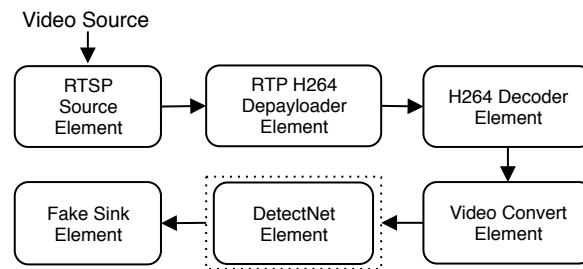 Video Source
RTSP
Source
Element
RTP H264
Depayloader
Element
H264 Decoder
Element
Fake Sink
Element
DetectNet
Element
Video Convert
Element